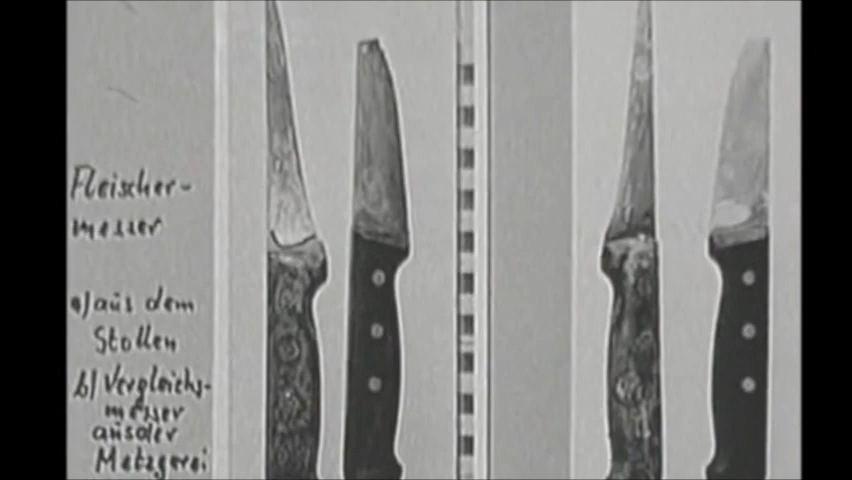 Fleischer-
messer
a) aus dem
Stollen
b) Vergleichs-
messer
aus der
Metzgerei